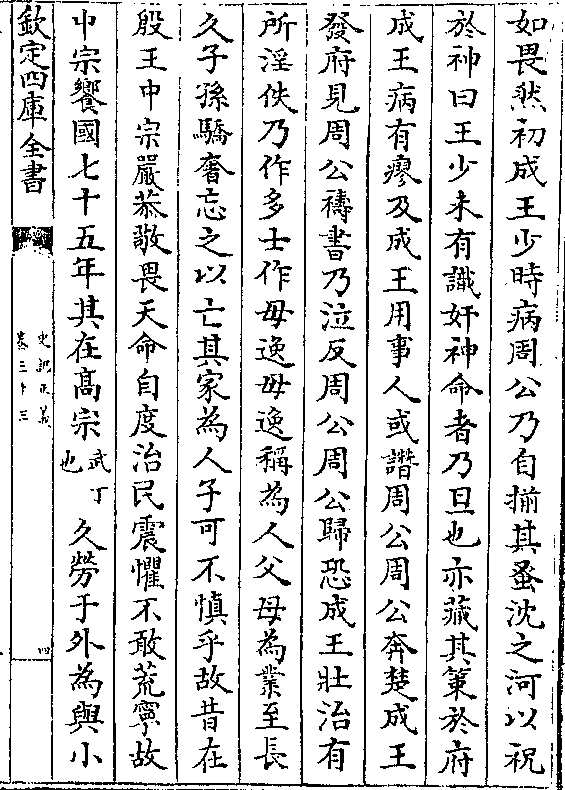 如畏然初成王少時病周公乃自揃其蚤沈之河以祝
於神曰王少未有識奸神命者乃旦也亦藏其策於府
成王病有瘳及成王用事人或譖周公周公奔楚成王
發府見周公禱書乃泣反周公周公歸恐成王壯治有
所淫佚乃作多士作毋逸毋逸稱為人父母為業至長
久子孫驕奢忘之以亡其家為人子可不慎乎故昔在
殷王中宗嚴恭敬畏天命自度治民震懼不敢荒寧故
中宗饗國七十五年其在髙宗武丁也久勞于外為與小
欽定四庫全書
史記正義
卷三十三
四